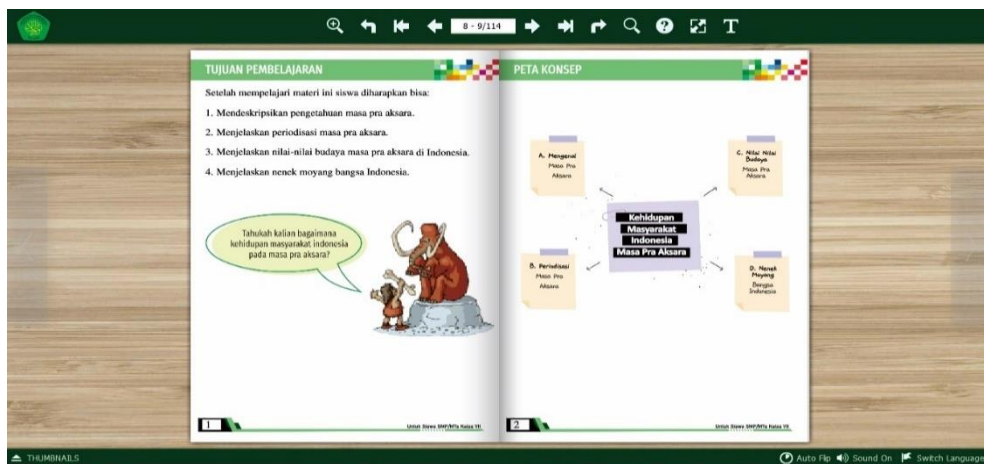 8 - 9/114
TUJUAN PEMBELAJARAN
Setelah mempelajari materi ini siswa diharapkan bisa:
1. Mendeskripsikan pengetahuan masa pra aksara.
2. Menjelaskan periodisasi masa pra aksara.
3. Menjelaskan nilai-nilai budaya masa pra aksara di Indonesia.
4. Menjelaskan nenek moyang bangsa Indonesia.
Tahukah kalian bagaimana
kehidupan masyarakat indonesia
pada masa pra aksara?
1
Untuk Siswa SMP/MTs Kelas VII
PETA KONSEP
A. Mengenal
Masa Pra
Aksara
C. Nilai Nilai
Budaya
Masa Pra
Aksara
Kehidupan
Masyarakat
Indonesia
Masa Pra Aksara
B. Periodisasi
Masa Pra
Aksara
D. Nenek
Moyang
Bangsa
Indonesia
2
Untuk Siswa SMP/MTs Kelas VII
THUMBNAILS
Auto Flip
Sound On
Switch Language